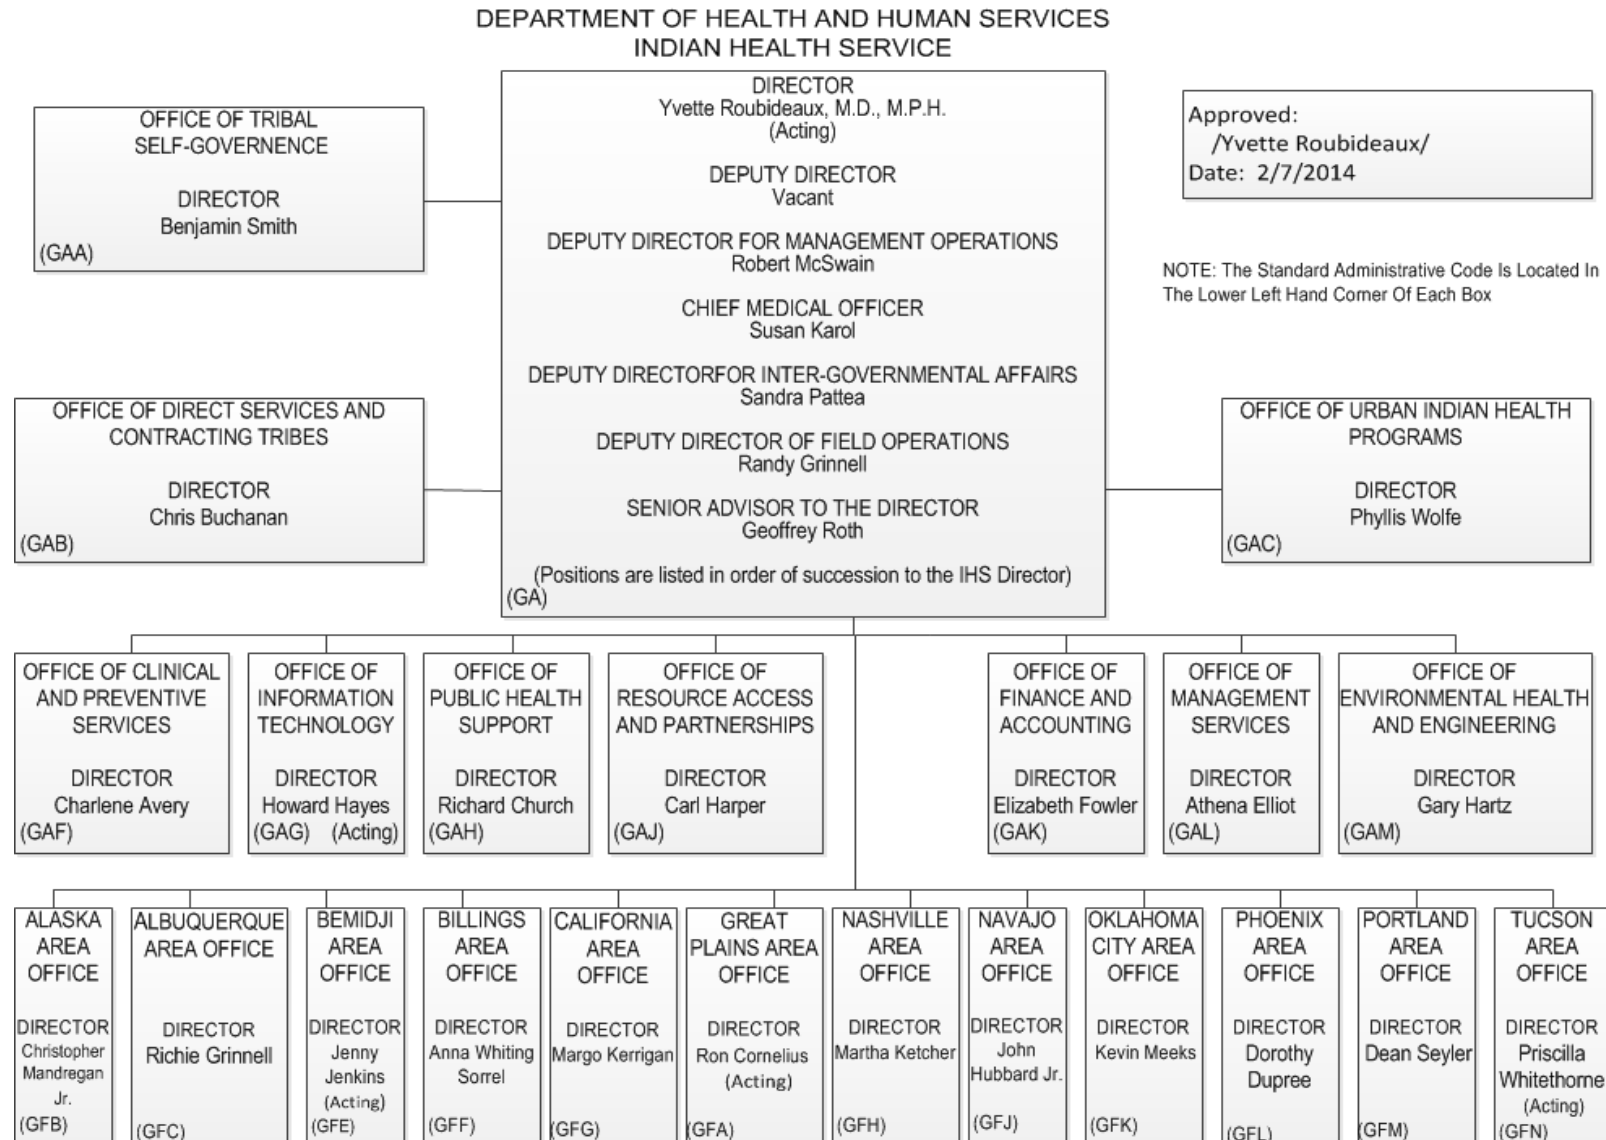 DEPARTMENT OF HEALTH AND HUMAN SERVICES
INDIAN HEALTH SERVICE
OFFICE OF TRIBAL
SELF-GOVERNENCE
DIRECTOR
Benjamin Smith
(GAA)
DIRECTOR
Yvette Roubideaux, M.D., M.P.H.
(Acting)
DEPUTY DIRECTOR
Vacant
DEPUTY DIRECTOR FOR MANAGEMENT OPERATIONS
Robert McSwain
CHIEF MEDICAL OFFICER
Susan Karol
DEPUTY DIRECTORFOR INTER-GOVERNMENTAL AFFAIRS
Sandra Pattea
DEPUTY DIRECTOR OF FIELD OPERATIONS
Randy Grinnell
SENIOR ADVISOR TO THE DIRECTOR
Geoffrey Roth
(Positions are listed in order of succession to the IHS Director)
(GA)
Approved:
/Yvette Roubideaux/
Date: 2/7/2014
NOTE: The Standard Administrative Code Is Located In
The Lower Left Hand Corner Of Each Box
OFFICE OF DIRECT SERVICES AND
CONTRACTING TRIBES
DIRECTOR
Chris Buchanan
(GAB)
OFFICE OF URBAN INDIAN HEALTH
PROGRAMS
DIRECTOR
Phyllis Wolfe
(GAC)
OFFICE OF CLINICAL
AND PREVENTIVE
SERVICES
DIRECTOR
Charlene Avery
(GAF)
OFFICE OF
INFORMATION
TECHNOLOGY
DIRECTOR
Howard Hayes
(GAG) (Acting)
OFFICE OF
PUBLIC HEALTH
SUPPORT
DIRECTOR
Richard Church
(GAH)
OFFICE OF
RESOURCE ACCESS
AND PARTNERSHIPS
DIRECTOR
Carl Harper
(GAJ)
OFFICE OF
FINANCE AND
ACCOUNTING
DIRECTOR
Elizabeth Fowler
(GAK)
OFFICE OF
MANAGEMENT
SERVICES
DIRECTOR
Athena Elliot
(GAL)
OFFICE OF
ENVIRONMENTAL HEALTH
AND ENGINEERING
DIRECTOR
Gary Hartz
(GAM)
ALASKA
AREA
OFFICE
DIRECTOR
Christopher
Mandregan
Jr.
(GFB)
ALBUQUERQUE
AREA OFFICE
DIRECTOR
Richie Grinnell
(GFC)
BEMIDJI
AREA
OFFICE
DIRECTOR
Jenny
Jenkins
(Acting)
(GFE)
BILLINGS
AREA
OFFICE
DIRECTOR
Anna Whiting
Sorrel
(GFF)
CALIFORNIA
AREA
OFFICE
DIRECTOR
Margo Kerrigan
(GFG)
GREAT
PLAINS AREA
OFFICE
DIRECTOR
Ron Cornelius
(Acting)
(GFA)
NASHVILLE
AREA
OFFICE
DIRECTOR
Martha Ketcher
(GFH)
NAVAJO
AREA
OFFICE
DIRECTOR
John
Hubbard Jr.
(GFJ)
OKLAHOMA
CITY AREA
OFFICE
DIRECTOR
Kevin Meeks
(GFK)
PHOENIX
AREA
OFFICE
DIRECTOR
Dorothy
Dupree
(GFL)
PORTLAND
AREA
OFFICE
DIRECTOR
Dean Seyler
(GFM)
TUCSON
AREA
OFFICE
DIRECTOR
Priscilla
Whitethorne
(Acting)
(GFN)